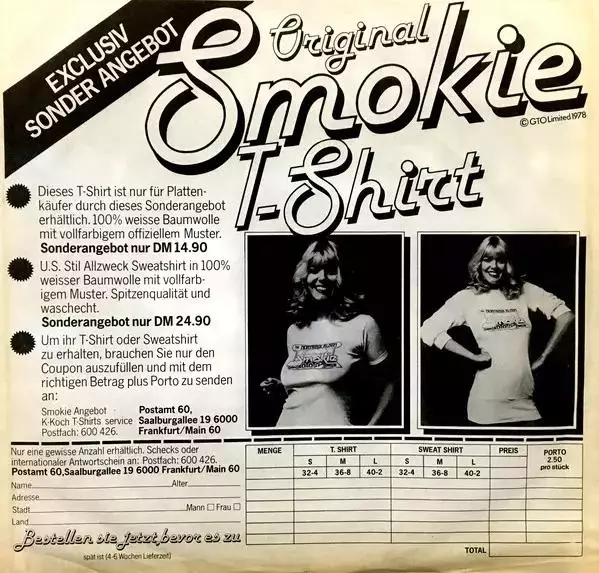 EXCLUSIV
SONDER ANGEBOT
Original
Smokie
T-Shirt
© GTO Limited 1978
Dieses T-Shirt ist nur für Platten-
käufer durch dieses Sonderangebot
erhältlich. 100% weisse Baumwolle
mit vollfarbigem offiziellem Muster.
Sonderangebot nur DM 14.90
U.S. Stil Allzweck Sweatshirt in 100%
weisser Baumwolle mit vollfarb-
igem Muster. Spitzenqualität und
waschecht.
Sonderangebot nur DM 24.90
Um ihr T-Shirt oder Sweatshirt
zu erhalten, brauchen Sie nur den
Coupon auszufüllen und mit dem
richtigen Betrag plus Porto zu senden
an:
Smokie Angebot · Postamt 60,
K-Koch T-Shirts service Saalburgallee 19 6000
Postfach: 600 426. Frankfurt/Main 60
Smokie
Nur eine gewisse Anzahl erhältlich. Schecks oder
internationaler Antwortschein an: Postfach: 600 426.
Postamt 60, Saalburgallee 19 6000 Frankfurt/Main 60
Name Alter
Adresse
Stadt Mann Frau
Land
Bestellen sie jetzt, bevor es zu
spät ist (4-6 Wochen Lieferzeit)
MENGE T. SHIRT SWEAT SHIRT PREIS PORTO
2.50
pro stück
S M L S M L
32-4 36-8 40-2 32-4 36-8 40-2
TOTAL